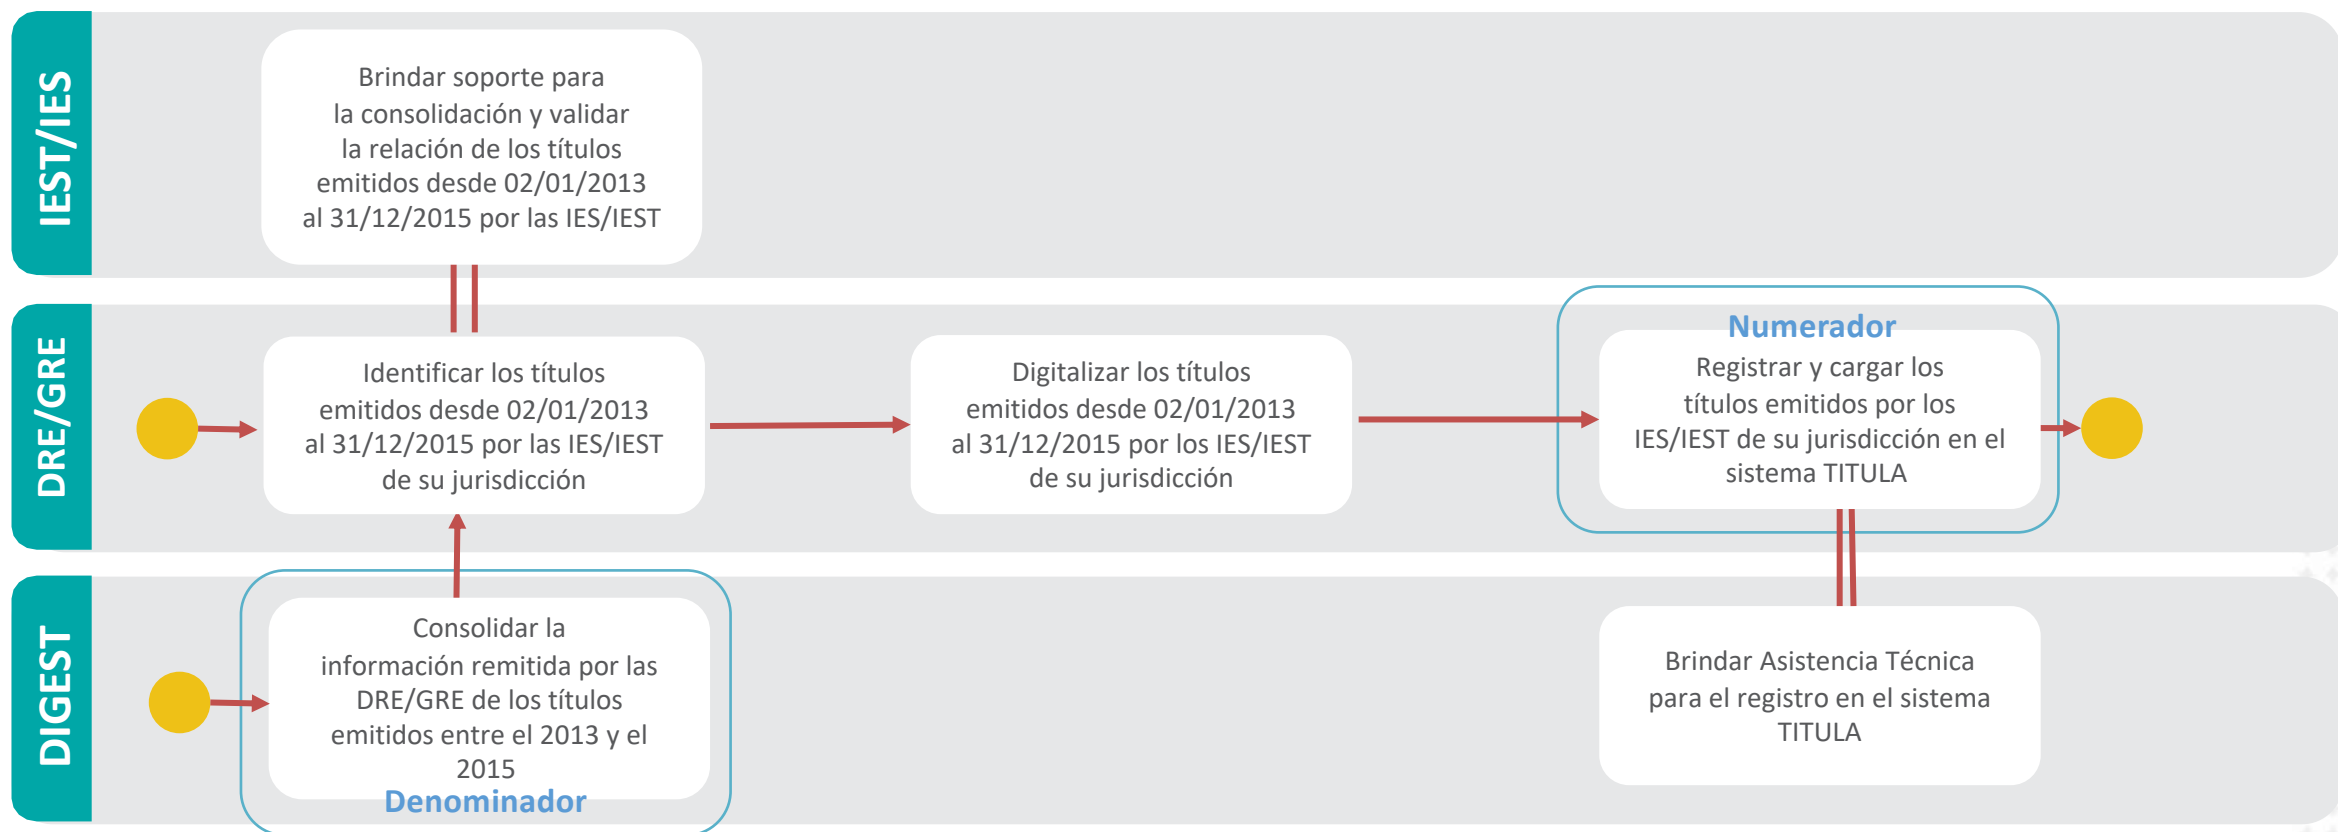 IEST/IES
Brindar soporte para
la consolidación y validar
la relación de los títulos
emitidos desde 02/01/2013
al 31/12/2015 por las IES/IEST
DRE/GRE
Identificar los títulos
emitidos desde 02/01/2013
al 31/12/2015 por las IES/IEST
de su jurisdicción
Digitalizar los títulos
emitidos desde 02/01/2013
al 31/12/2015 por los IES/IEST
de su jurisdicción
Numerador
Registrar y cargar los
títulos emitidos por los
IES/IEST de su jurisdicción en el
sistema TITULA
DIGEST
Consolidar la
información remitida por las
DRE/GRE de los títulos
emitidos entre el 2013 y el
2015
Denominador
Brindar Asistencia Técnica
para el registro en el sistema
TITULA